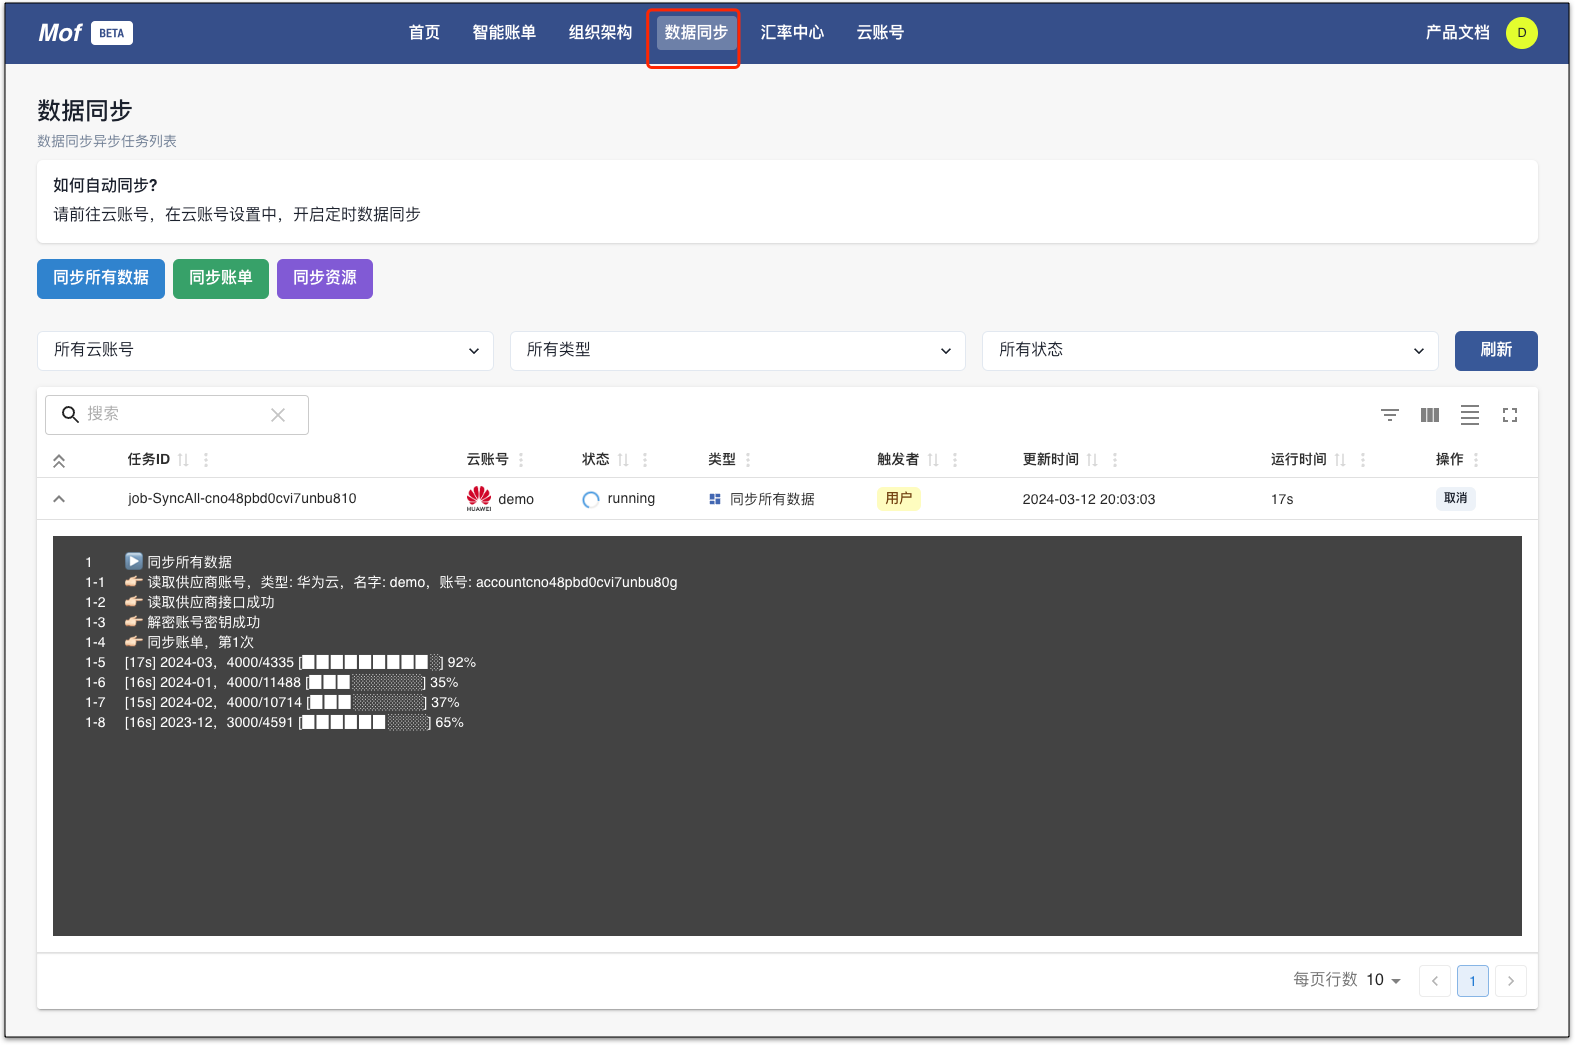 Mof BETA 首页 智能账单 组织架构 数据同步 汇率中心 云账号 产品文档 D
数据同步
数据同步异步任务列表
如何自动同步?
请前往云账号，在云账号设置中，开启定时数据同步
同步所有数据 同步账单 同步资源
所有云账号 所有类型 所有状态 刷新
搜索
任务ID 云账号 状态 类型 触发者 更新时间 运行时间 操作
job-SyncAll-cno48pbd0cvi7unbu810 HUAWEI demo running 同步所有数据 用户 2024-03-12 20:03:03 17s 取消
1 ▶️ 同步所有数据
1-1 👉🏻 读取供应商账号，类型: 华为云，名字: demo，账号: accountcno48pbd0cvi7unbu80g
1-2 👉🏻 读取供应商接口成功
1-3 👉🏻 解密账号密钥成功
1-4 👉🏻 同步账单，第1次
1-5 [17s] 2024-03，4000/4335 [█████████░] 92%
1-6 [16s] 2024-01，4000/11488 [███░░░░░] 35%
1-7 [15s] 2024-02，4000/10714 [███░░░░░] 37%
1-8 [16s] 2023-12，3000/4591 [██████░░░] 65%
每页行数 10 1